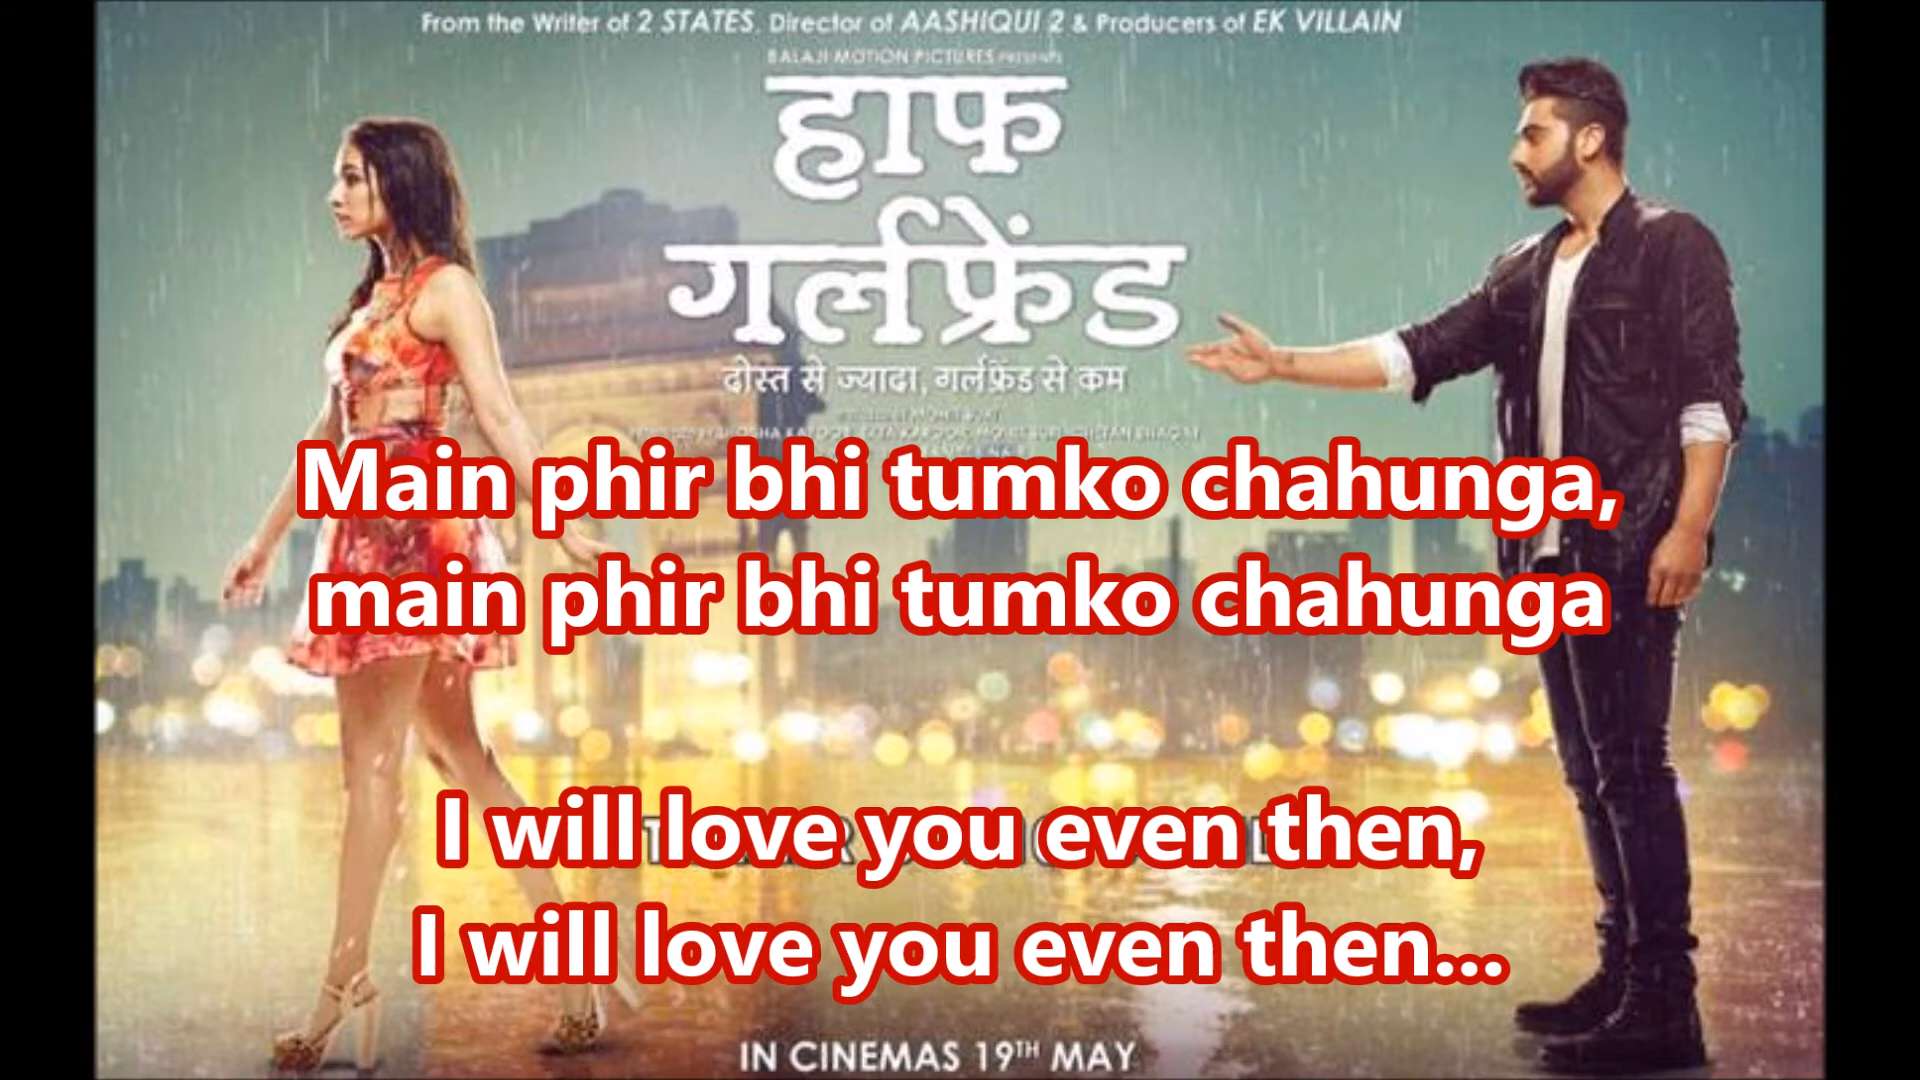 From the Writer of 2 STATES, Director of AASHIQUI 2 & Producers of EK VILLAIN
BALAJI MOTION PICTURES PRESENTS
हाफ
गर्लफ्रेंड
दोस्त से ज्यादा, गर्लफ्रेंड से कम
Main phir bhi tumko chahunga,
main phir bhi tumko chahunga
I will love you even then,
I will love you even then...
IN CINEMAS 19TH MAY